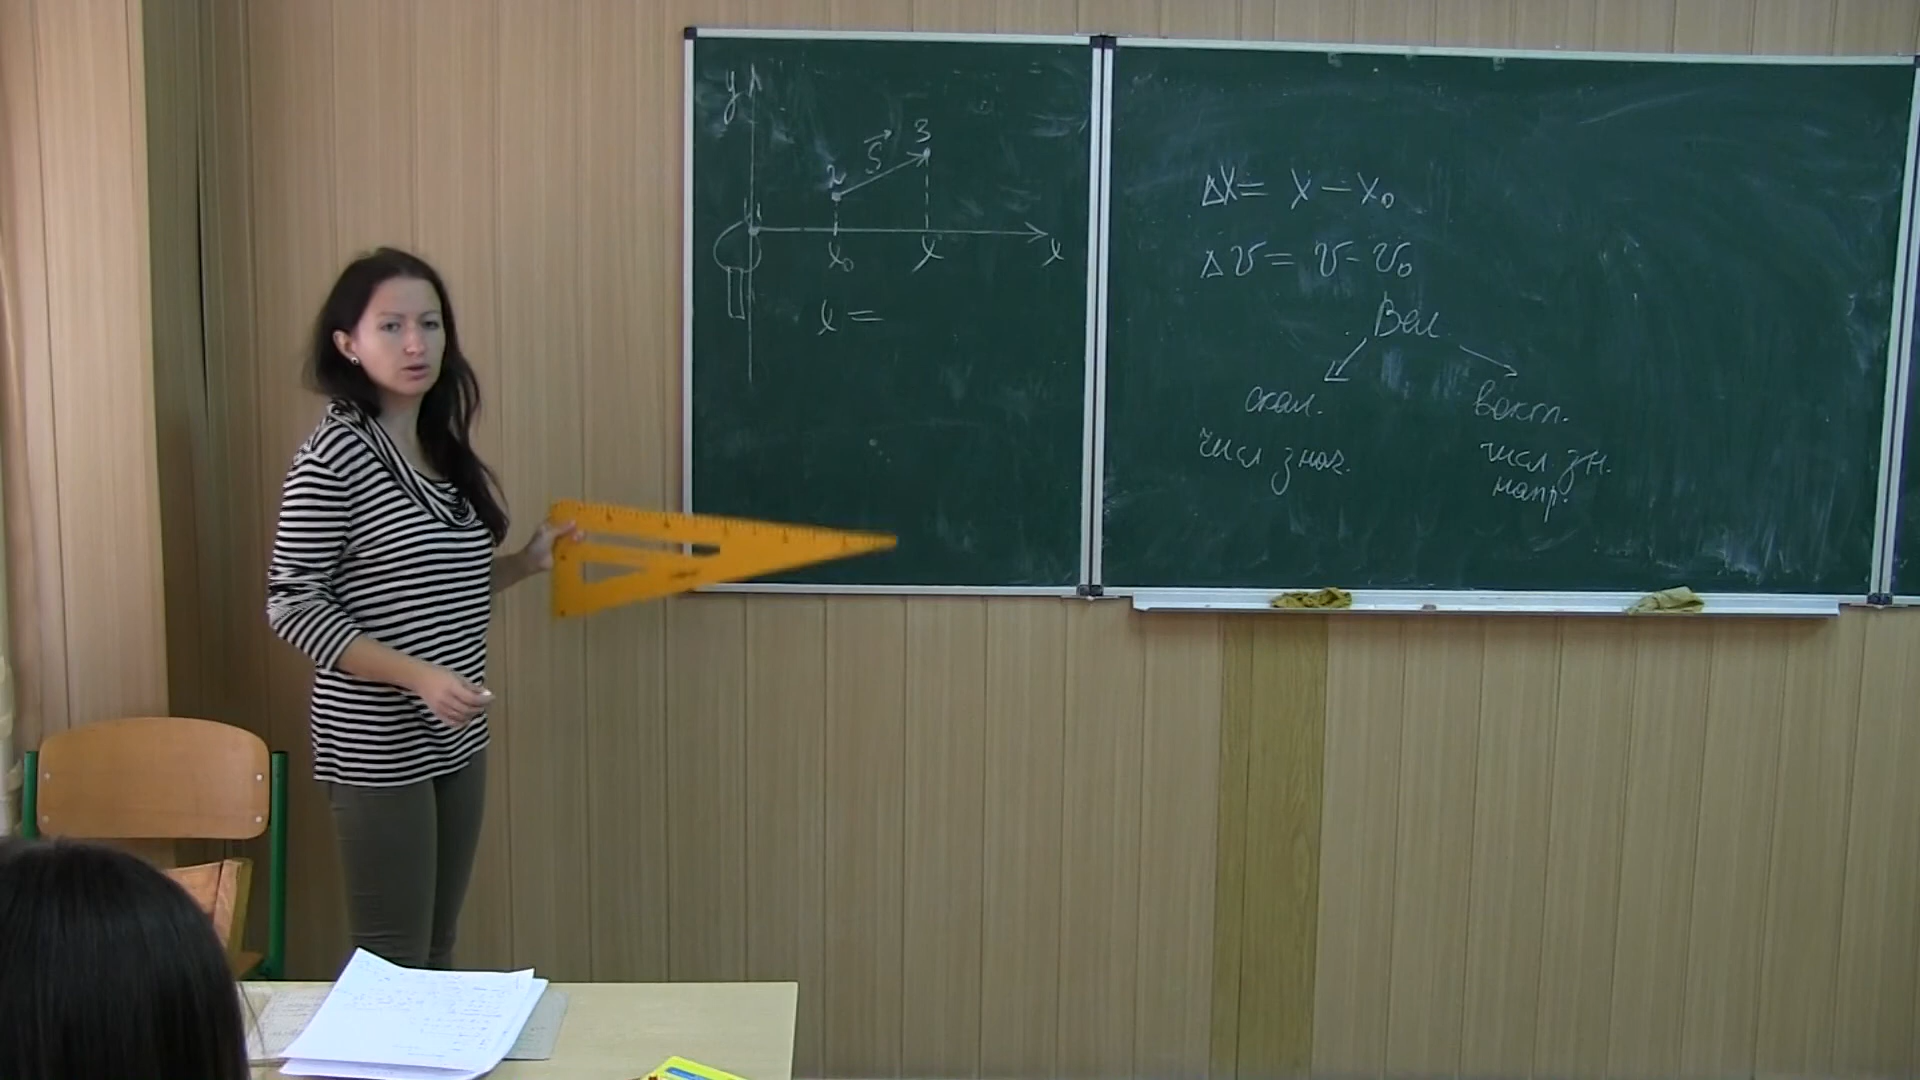 y
S 3
2
1
x₀ x x
x =
Δx = x – x₀
Δv = v – v₀
Вел
скал. вект.
числ знач. числ. зн.
напр.